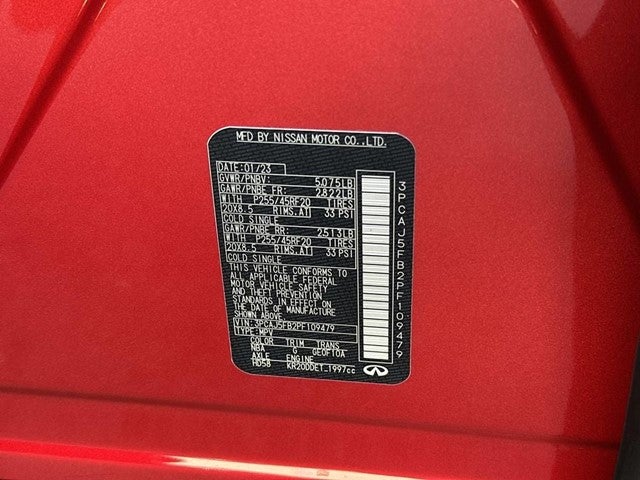 MFD BY NISSAN MOTOR CO.,LTD.
DATE: 01/23
GVWR/PNBV: 5075LB
GAWR/PNBE FR: 2822LB
WITH P255/45RF20 TIRES
20X8.5 RIMS,AT 33 PSI
COLD SINGLE
GAWR/PNBE RR: 2513LB
WITH P255/45RF20 TIRES
20X8.5 RIMS,AT 33 PSI
COLD SINGLE
THIS VEHICLE CONFORMS TO
ALL APPLICABLE FEDERAL
MOTOR VEHICLE SAFETY
AND THEFT PREVENTION
STANDARDS IN EFFECT ON
THE DATE OF MANUFACTURE
SHOWN ABOVE.
VIN: 3PCAJ5FB2PF109479
TYPE: MPV
COLOR TRIM TRANS
NBA G GE0F10A
AXLE ENGINE
HD58 KR20DDET 1997cc
INFINITI
3PCAJ5FB2PF109479